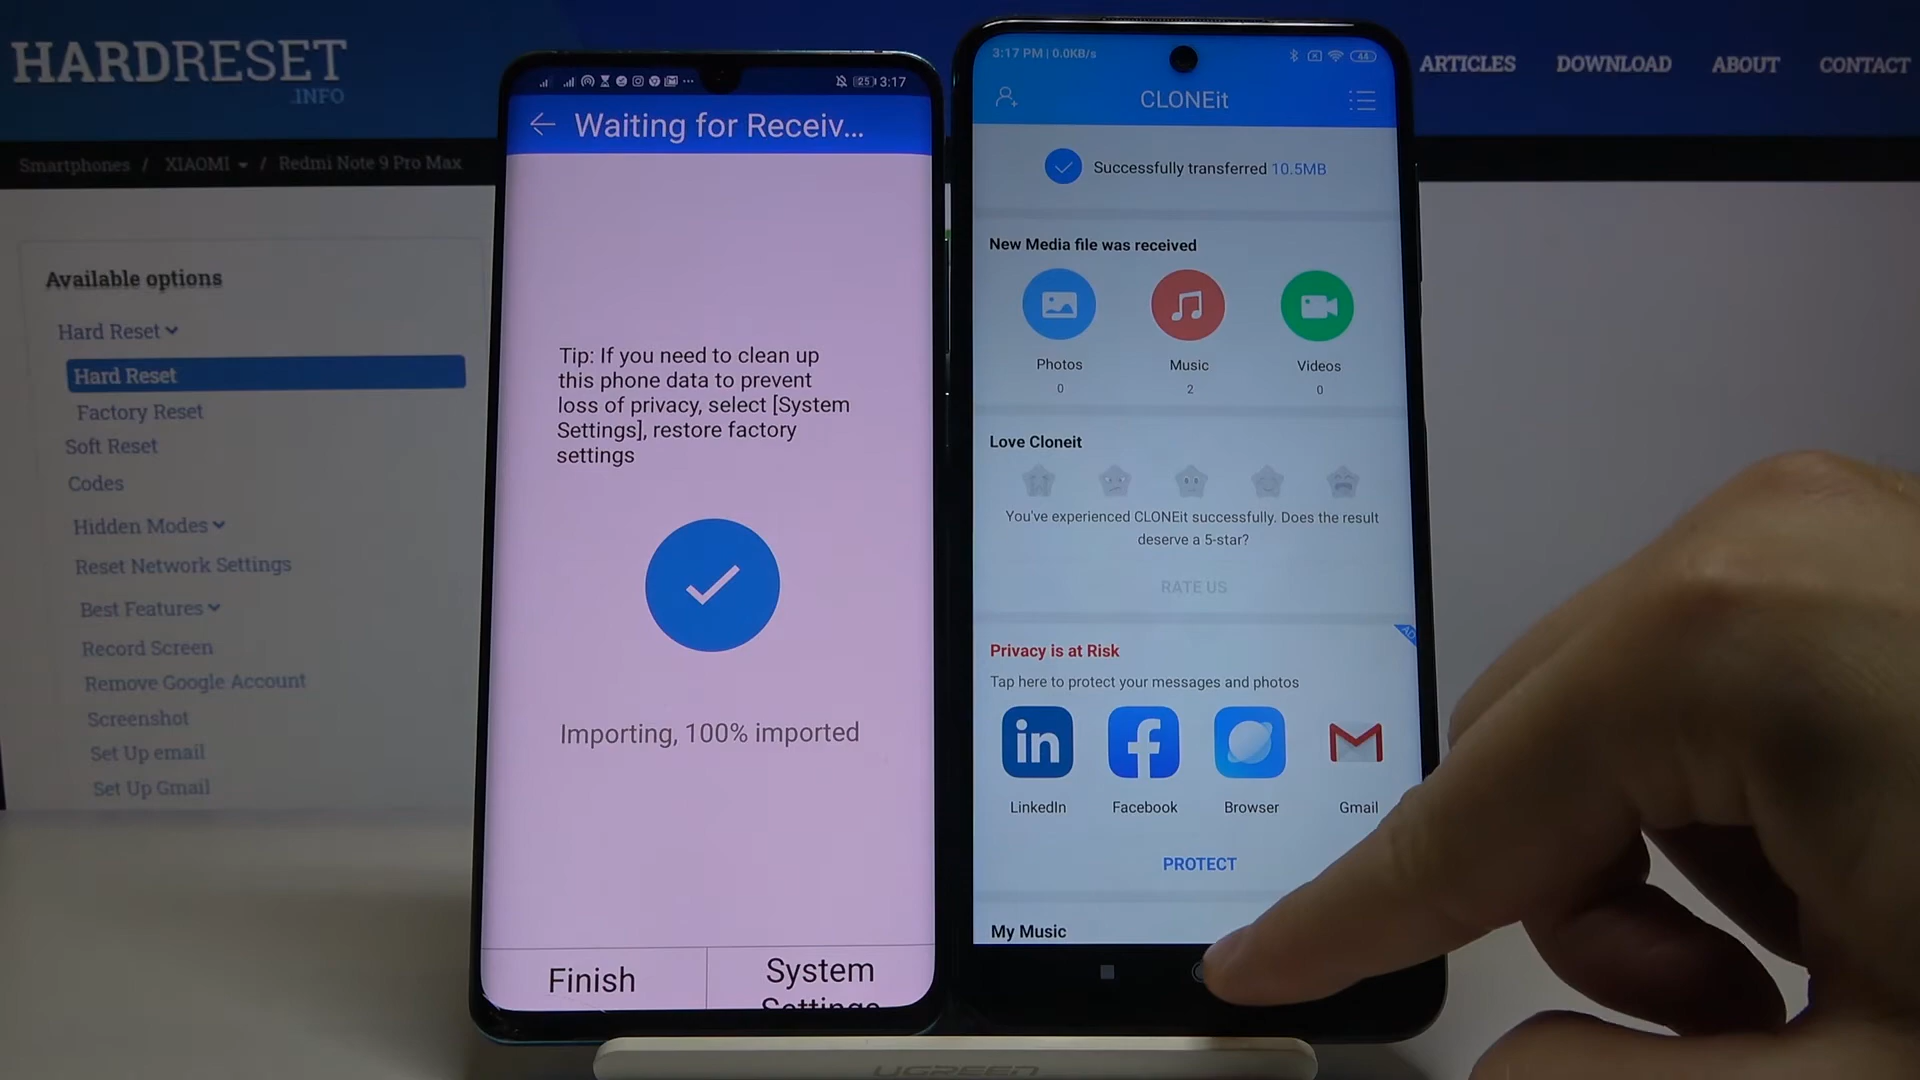 HARDRESET
.INFO
ARTICLES
DOWNLOAD
ABOUT
CONTACT
Smartphones / XIAOMI / Redmi Note 9 Pro Max
Available options
Hard Reset
Hard Reset
Factory Reset
Soft Reset
Codes
Hidden Modes
Reset Network Settings
Best Features
Record Screen
Remove Google Account
Screenshot
Set Up email
Set Up Gmail
25 3:17
Waiting for Receiv...
Tip: If you need to clean up
this phone data to prevent
loss of privacy, select [System
Settings], restore factory
settings
Importing, 100% imported
Finish
System
Settings
3:17 PM | 0.0KB/s
44
CLONEit
Successfully transferred 10.5MB
New Media file was received
Photos
Music
Videos
0
2
0
Love Cloneit
You've experienced CLONEit successfully. Does the result
deserve a 5-star?
RATE US
AD
Privacy is at Risk
Tap here to protect your messages and photos
in
LinkedIn
Facebook
Browser
Gmail
PROTECT
My Music
UGREEN